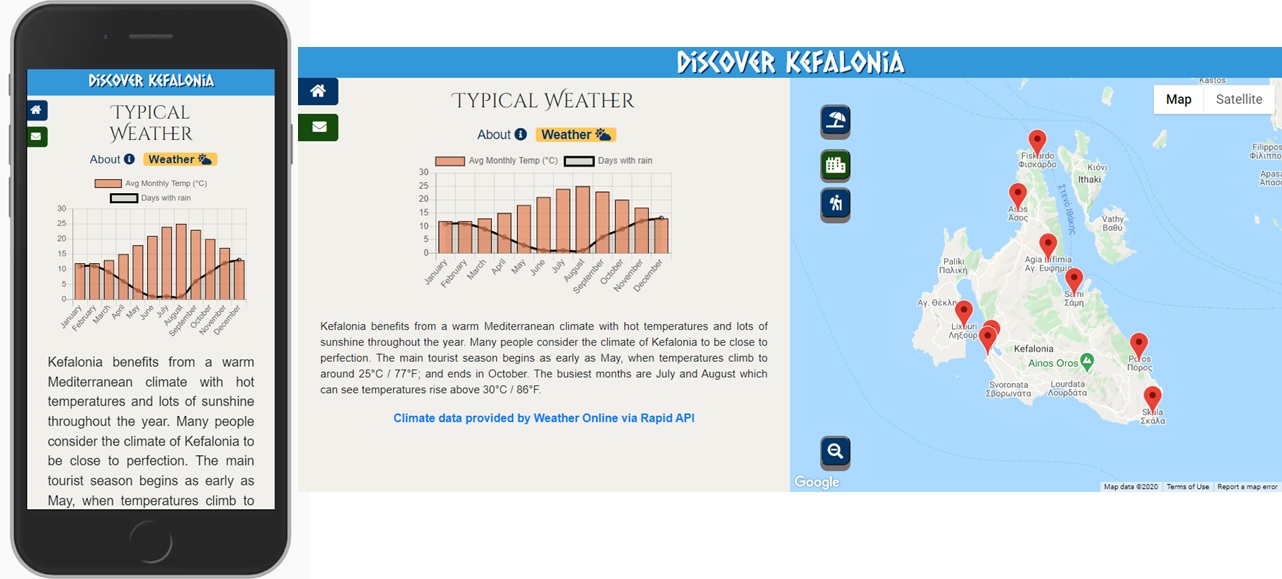 DISCOVER KEFALONIA
TYPICAL
WEATHER
About
Weather
Avg Monthly Temp (°C)
Days with rain
30
25
20
15
10
5
0
January
February
March
April
May
June
July
August
September
October
November
December
Kefalonia benefits from a warm
Mediterranean climate with hot
temperatures and lots of sunshine
throughout the year. Many people
consider the climate of Kefalonia to
be close to perfection. The main
tourist season begins as early as
May, when temperatures climb to
DISCOVER KEFALONIA
TYPICAL WEATHER
About
Weather
Avg Monthly Temp (°C)
Days with rain
30
25
20
15
10
5
0
January
February
March
April
May
June
July
August
September
October
November
December
Kefalonia benefits from a warm Mediterranean climate with hot temperatures and lots of
sunshine throughout the year. Many people consider the climate of Kefalonia to be close to
perfection. The main tourist season begins as early as May, when temperatures climb to
around 25°C / 77°F; and ends in October. The busiest months are July and August which
can see temperatures rise above 30°C / 86°F.
Climate data provided by Weather Online via Rapid API
Kastos
Map
Satellite
Fiskardo
Φισκάρδο
Κιόνι
Ithaki
Filippos
Στενό Ιθάκης
Άσος
Vathy
Βαθύ
Agia Effimia
Αγ. Ευφημία
Paliki
Παλική
Sami
Σάμη
Αγ. Θέκλη
Lixouri
Ληξούρι
Kefalonia
Ainos Oros
Poros
Πόρος
Svoronata
Σβορωνάτα
Lourdata
Λουρδάτα
Skala
Σκάλα
Google
Map data ©2020
Terms of Use
Report a map error